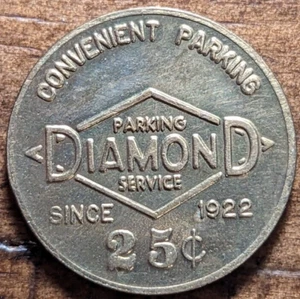 CONVENIENT PARKING
PARKING
DIAMOND
SERVICE
SINCE 1922
25¢